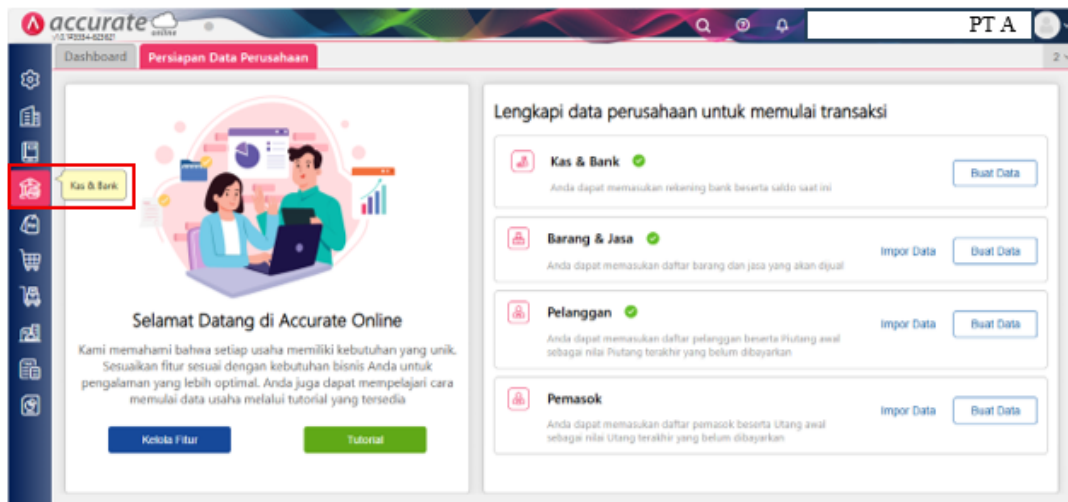 accurate
online
PT A
Dashboard
Persiapan Data Perusahaan
2
Kas & Bank
Selamat Datang di Accurate Online
Kami memahami bahwa setiap usaha memiliki kebutuhan yang unik.
Sesuaikan fitur sesuai dengan kebutuhan bisnis Anda untuk
pengalaman yang lebih optimal. Anda juga dapat mempelajari cara
memulai data usaha melalui tutorial yang tersedia
Kelola Fitur
Tutorial
Lengkapi data perusahaan untuk memulai transaksi
Kas & Bank
Anda dapat memasukan rekening bank beserta saldo saat ini
Buat Data
Barang & Jasa
Anda dapat memasukan daftar barang dan jasa yang akan dijual
Impor Data
Buat Data
Pelanggan
Anda dapat memasukan daftar pelanggan beserta Piutang awal
sebagai nilai Piutang terakhir yang belum dibayarkan
Impor Data
Buat Data
Pemasok
Anda dapat memasukan daftar pemasok beserta Utang awal
sebagai nilai Utang terakhir yang belum dibayarkan
Impor Data
Buat Data